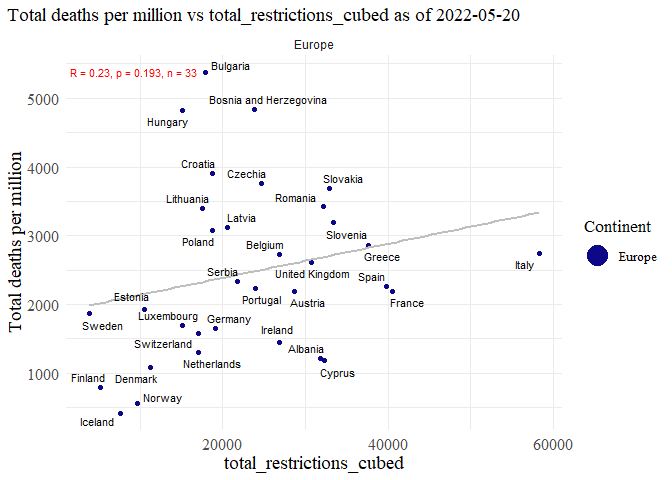 Total deaths per million vs total_restrictions_cubed as of 2022-05-20
Europe
R = 0.23, p = 0.193, n = 33
Bulgaria
Bosnia and Herzegovina
Hungary
Croatia
Czechia
Slovakia
Lithuania
Romania
Latvia
Poland
Slovenia
Belgium
Greece
Italy
Serbia
United Kingdom
Spain
Estonia
Portugal
Austria
France
Sweden
Luxembourg
Germany
Switzerland
Ireland
Netherlands
Albania
Finland
Denmark
Cyprus
Norway
Iceland
5000
4000
3000
2000
1000
Total deaths per million
20000
40000
60000
total_restrictions_cubed
Continent
Europe